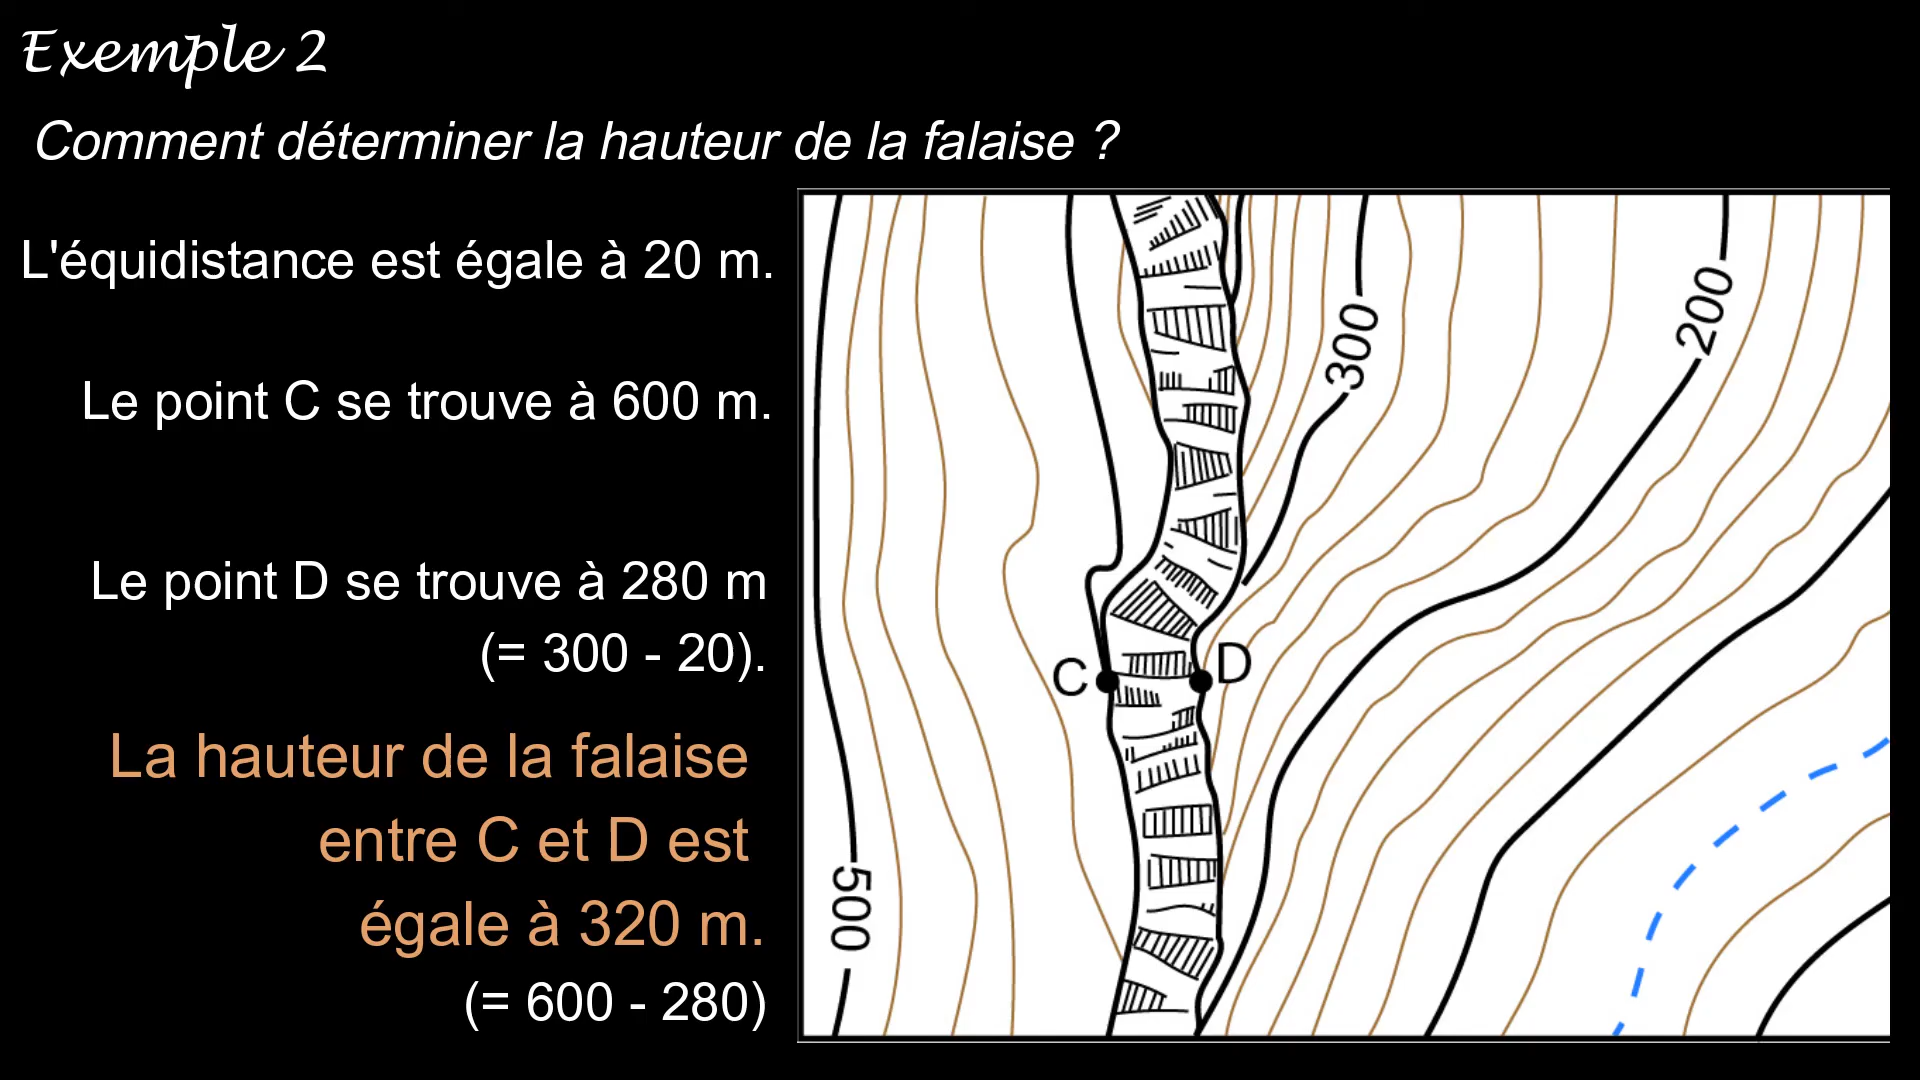 Exemple 2
Comment déterminer la hauteur de la falaise ?
L'équidistance est égale à 20 m.
Le point C se trouve à 600 m.
Le point D se trouve à 280 m
(= 300 - 20).
La hauteur de la falaise
entre C et D est
égale à 320 m.
(= 600 - 280)
300
200
C
D
500